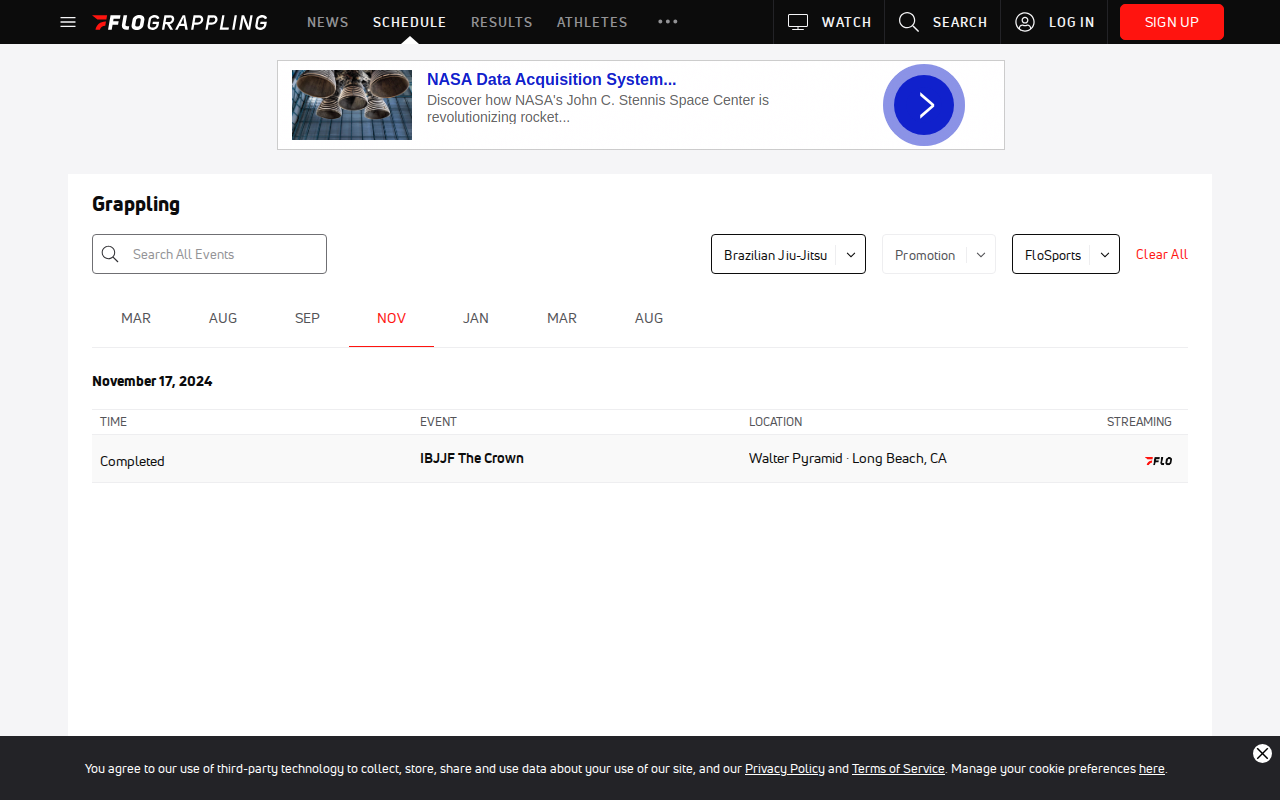 FLOGRAPPLING NEWS SCHEDULE RESULTS ATHLETES WATCH SEARCH LOG IN SIGN UP
NASA Data Acquisition System...
Discover how NASA's John C. Stennis Space Center is
revolutionizing rocket...
Grappling
Search All Events Brazilian Jiu-Jitsu Promotion FloSports Clear All
MAR AUG SEP NOV JAN MAR AUG
November 17, 2024
TIME EVENT LOCATION STREAMING
Completed IBJJF The Crown Walter Pyramid · Long Beach, CA FLO
You agree to our use of third-party technology to collect, store, share and use data about your use of our site, and our Privacy Policy and Terms of Service. Manage your cookie preferences here.